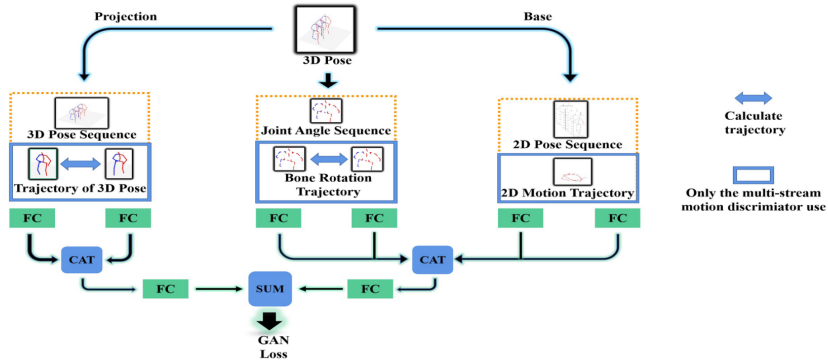 Projection
Base
3D Pose
3D Pose Sequence
Trajectory of 3D Pose
Joint Angle Sequence
Bone Rotation
Trajectory
2D Pose Sequence
2D Motion Trajectory
Calculate
trajectory
Only the multi-stream
motion discrimiator use
FC
FC
FC
FC
FC
FC
CAT
CAT
FC
SUM
FC
GAN
Loss